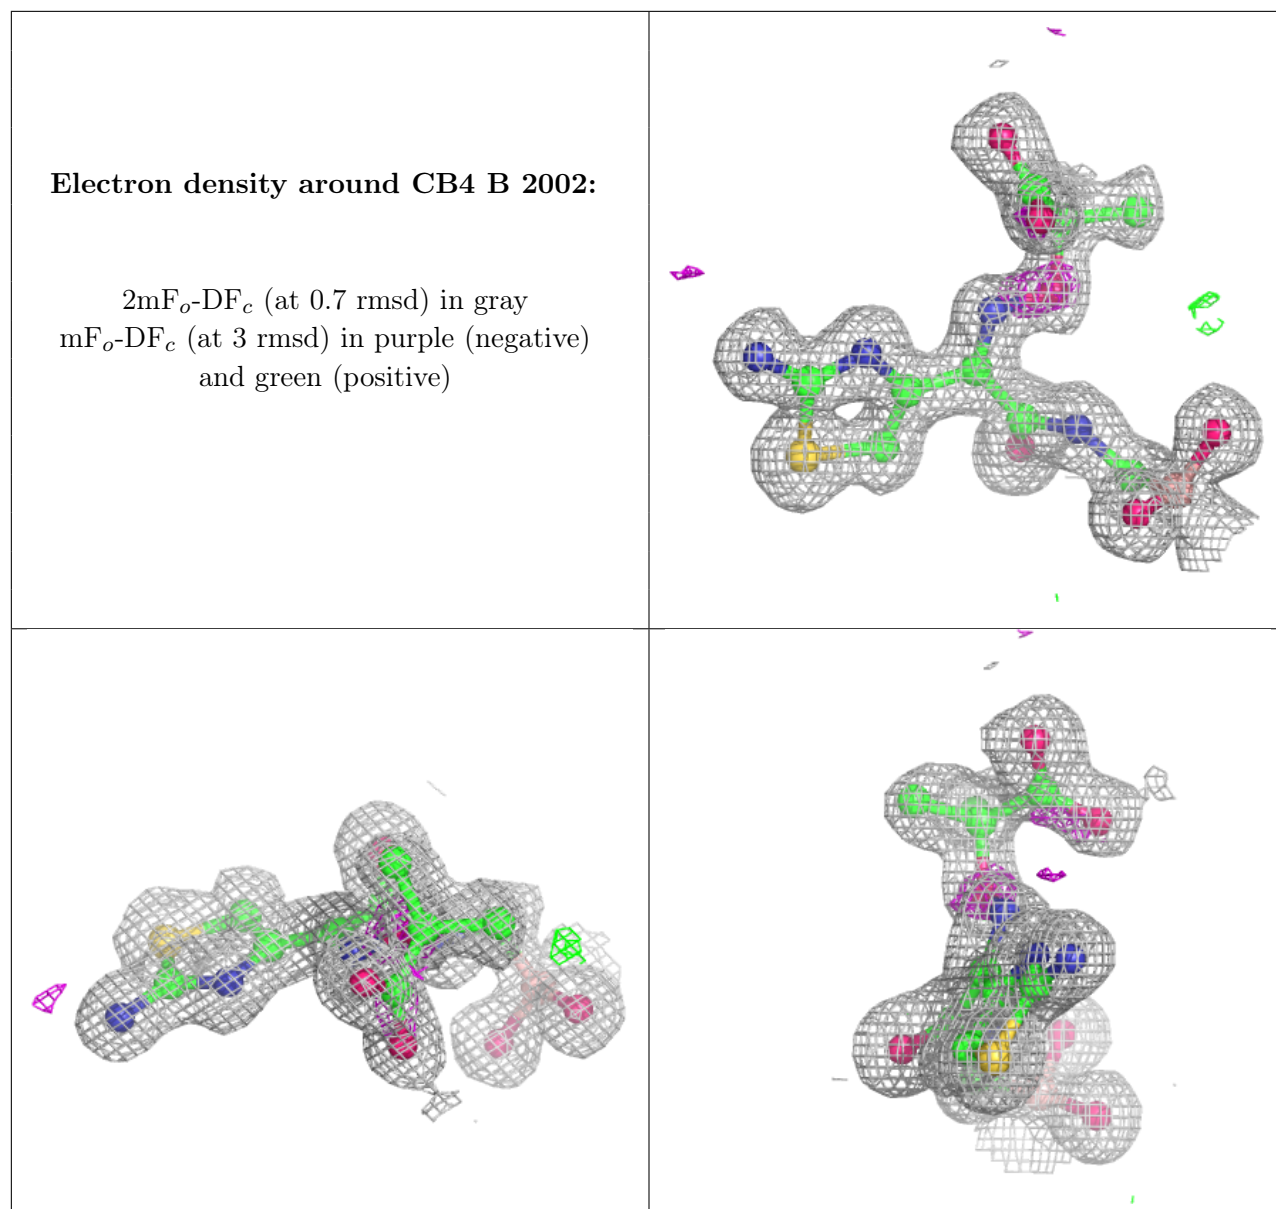 Electron density around CB4 B 2002:
2mFo-DFc (at 0.7 rmsd) in gray
mFo-DFc (at 3 rmsd) in purple (negative)
and green (positive)